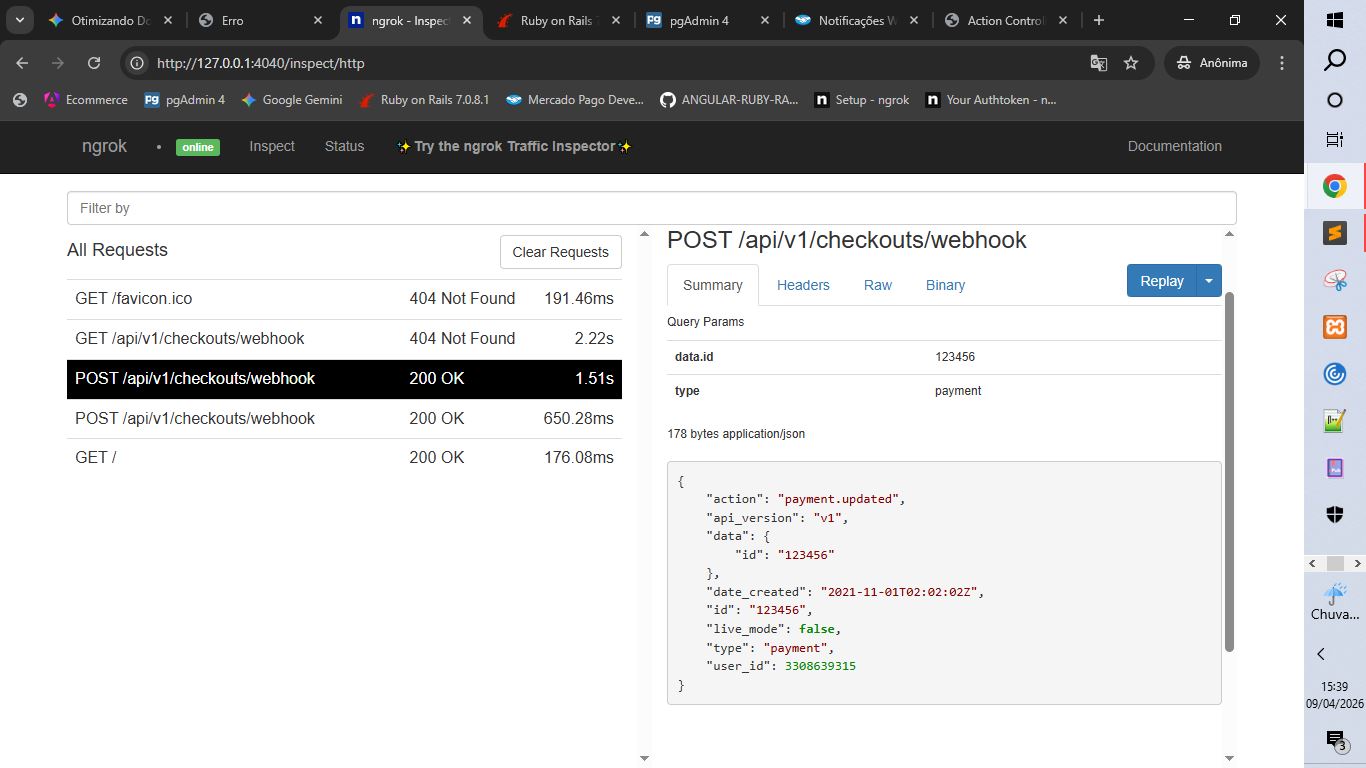 Otimizando Do
Erro
ngrok - Inspec
Ruby on Rails 7
pgAdmin 4
Notificações W
Action Control
http://127.0.0.1:4040/inspect/http
Anônima
Ecommerce
pgAdmin 4
Google Gemini
Ruby on Rails 7.0.8.1
Mercado Pago Deve...
ANGULAR-RUBY-RA...
Setup - ngrok
Your Authtoken - n...
ngrok
online
Inspect
Status
✨Try the ngrok Traffic Inspector✨
Documentation
Filter by
All Requests
Clear Requests
GET /favicon.ico 404 Not Found 191.46ms
GET /api/v1/checkouts/webhook 404 Not Found 2.22s
POST /api/v1/checkouts/webhook 200 OK 1.51s
POST /api/v1/checkouts/webhook 200 OK 650.28ms
GET / 200 OK 176.08ms
POST /api/v1/checkouts/webhook
Summary
Headers
Raw
Binary
Replay
Query Params
data.id 123456
type payment
178 bytes application/json
{
"action": "payment.updated",
"api_version": "v1",
"data": {
"id": "123456"
},
"date_created": "2021-11-01T02:02:02Z",
"id": "123456",
"live_mode": false,
"type": "payment",
"user_id": 3308639315
}
Chuva...
15:39
09/04/2026
3